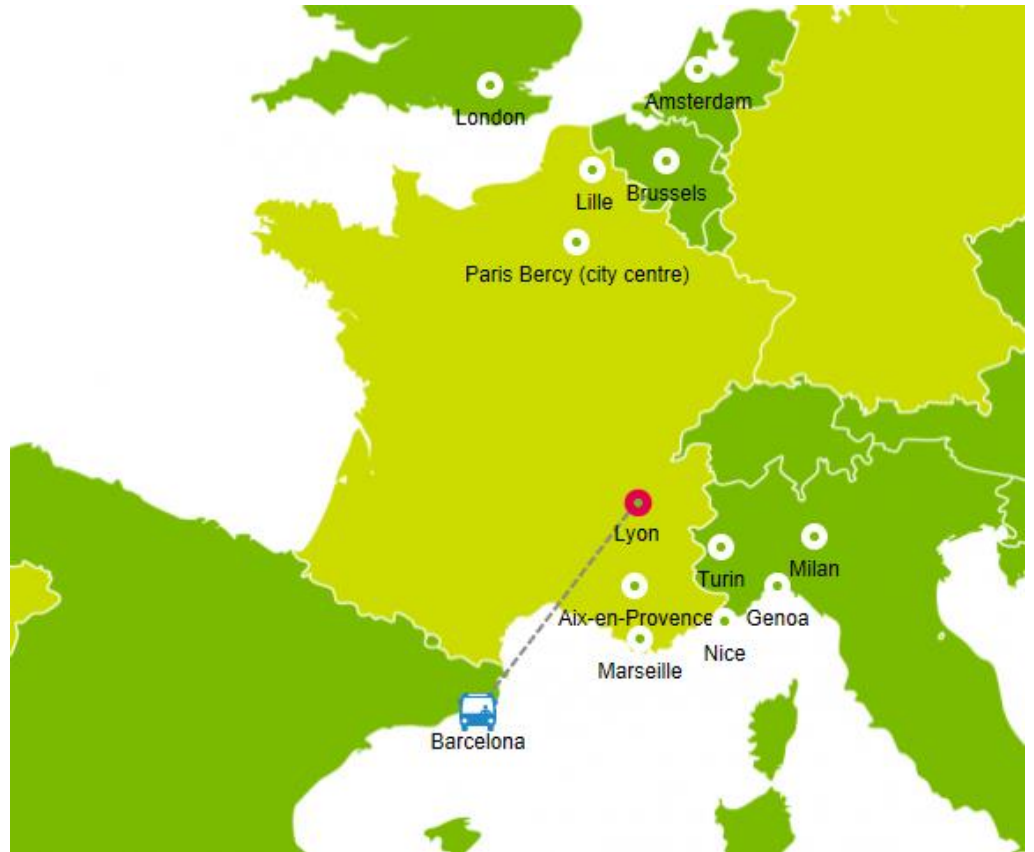 Amsterdam
London
Brussels
Lille
Paris Bercy (city centre)
Lyon
Milan
Turin
Aix-en-Provence
Genoa
Nice
Marseille
Barcelona